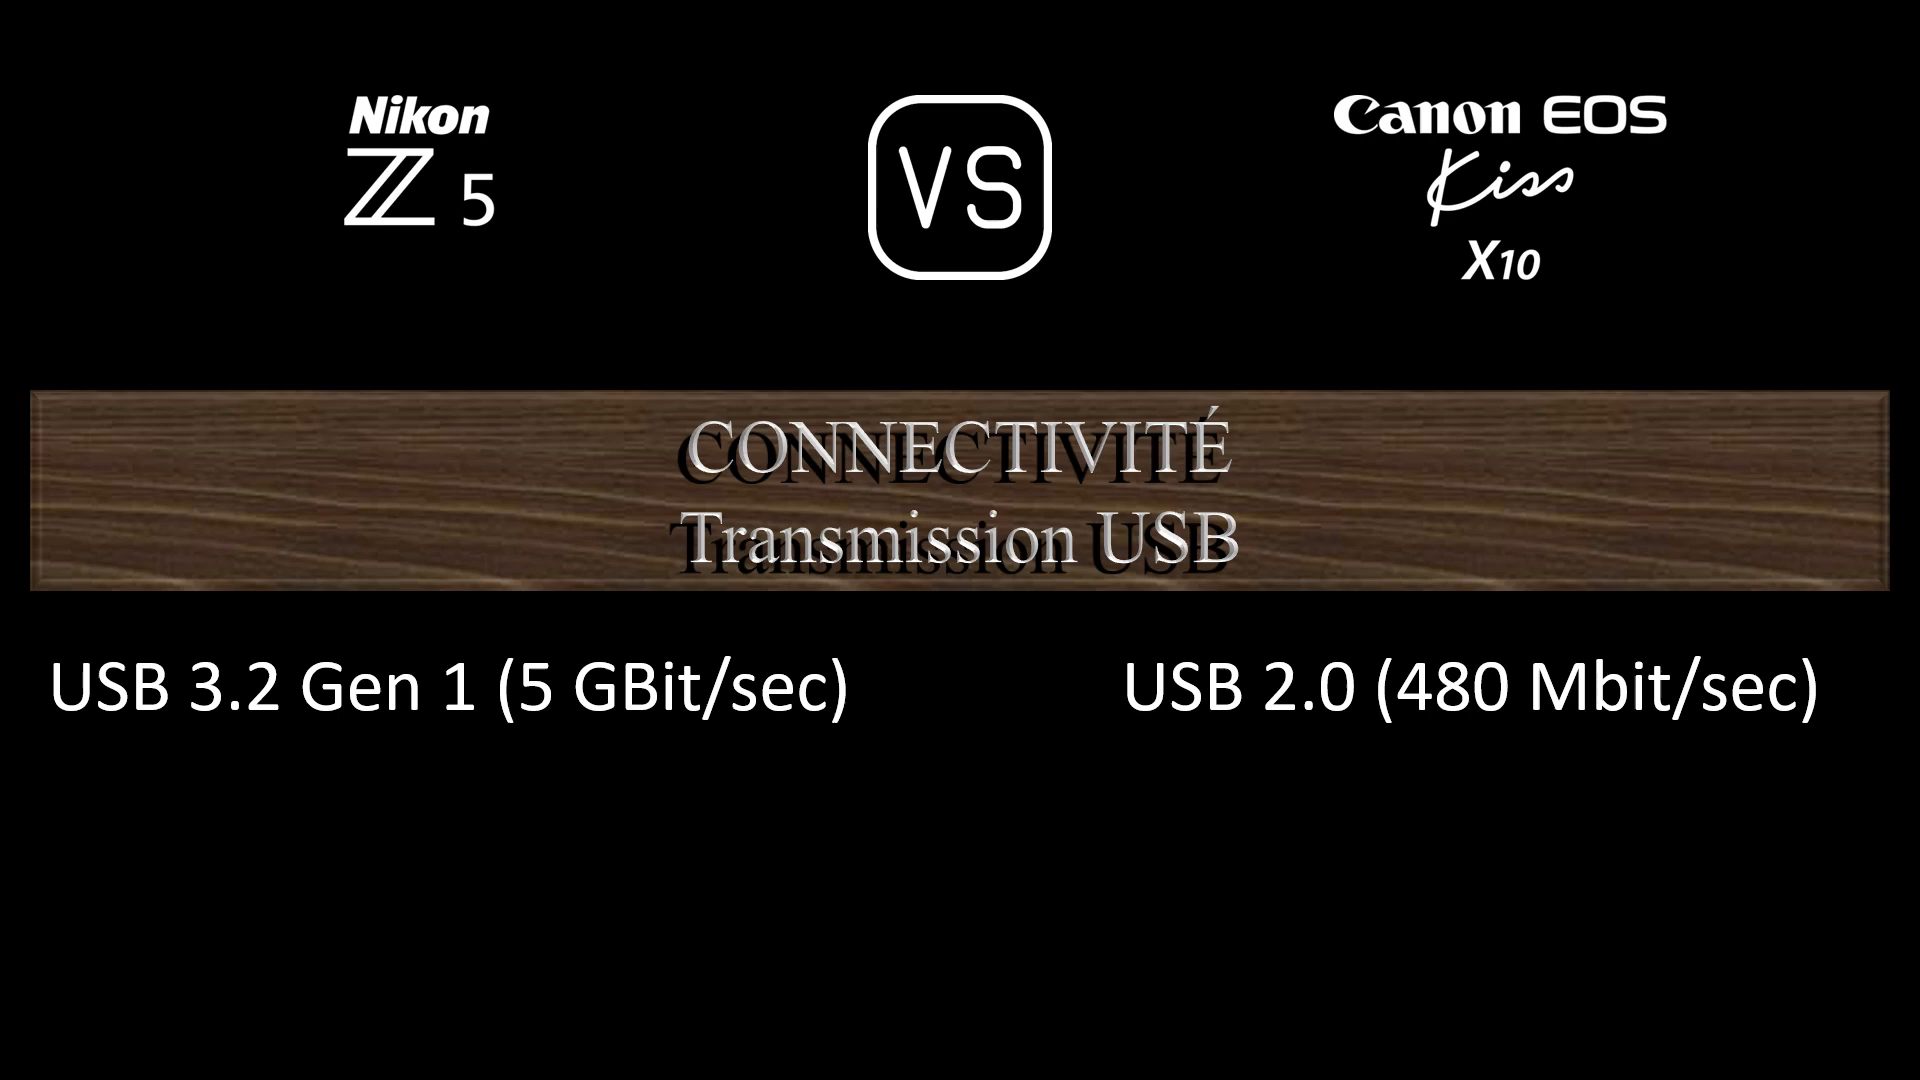 Nikon
Z 5
VS
Canon EOS
Kiss
X10
CONNECTIVITÉ
Transmission USB
USB 3.2 Gen 1 (5 GBit/sec)
USB 2.0 (480 Mbit/sec)